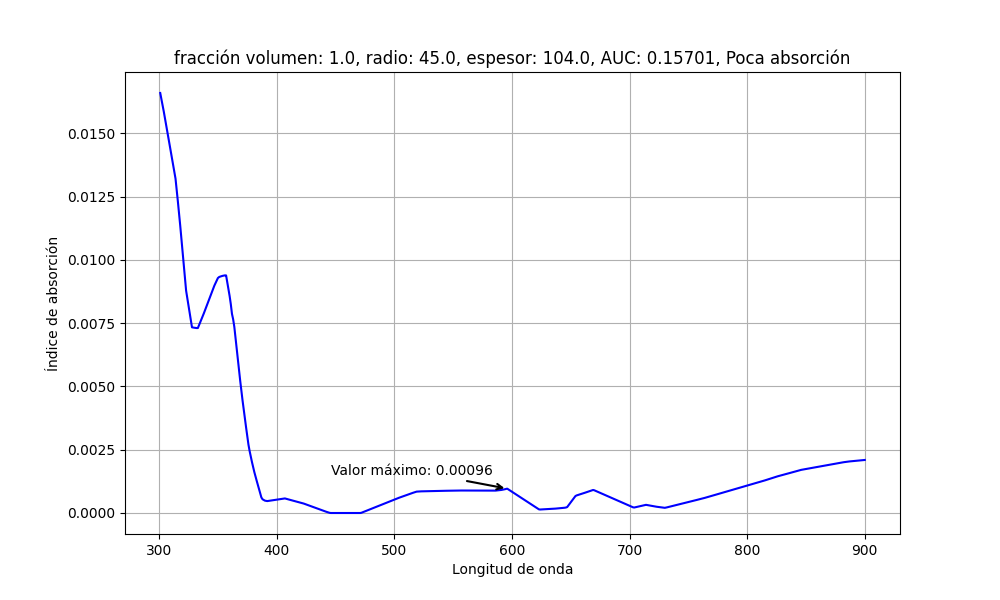 fracción volumen: 1.0, radio: 45.0, espesor: 104.0, AUC: 0.15701, Poca absorción
Índice de absorción
0.0150
0.0125
0.0100
0.0075
0.0050
0.0025
0.0000
Valor máximo: 0.00096
300 400 500 600 700 800 900
Longitud de onda